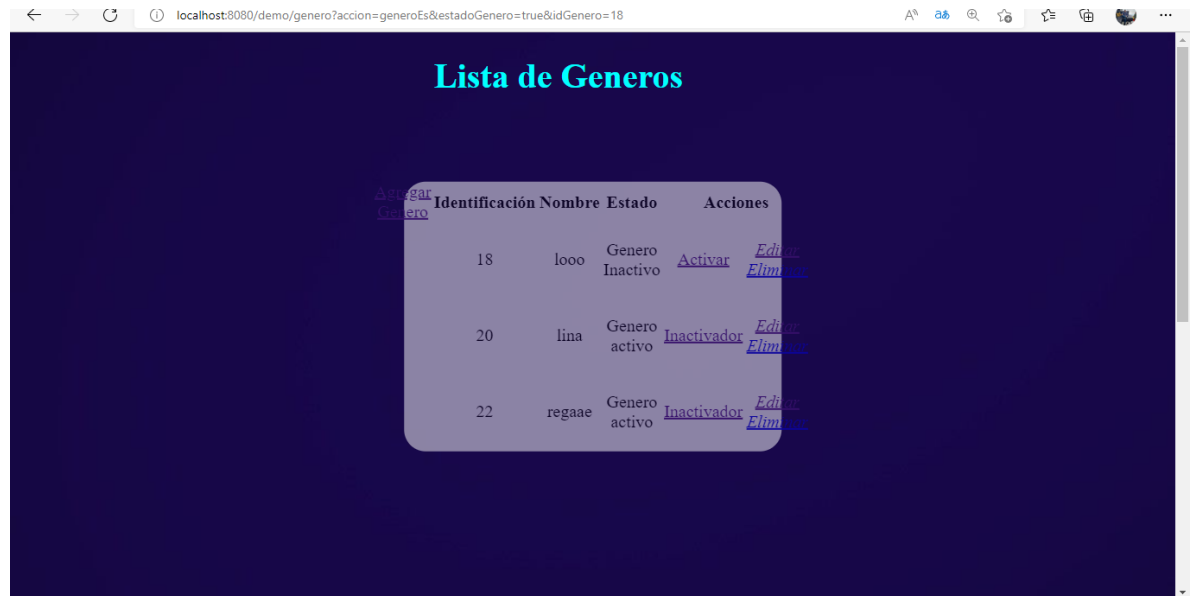 localhost:8080/demo/genero?accion=generoEs&estadoGenero=true&idGenero=18
Lista de Generos
Agregar
Genero
Identificación Nombre Estado Acciones
18 looo Genero Inactivo Activar Editar
Eliminar
20 lina Genero activo Inactivador Editar
Eliminar
22 regaae Genero activo Inactivador Editar
Eliminar